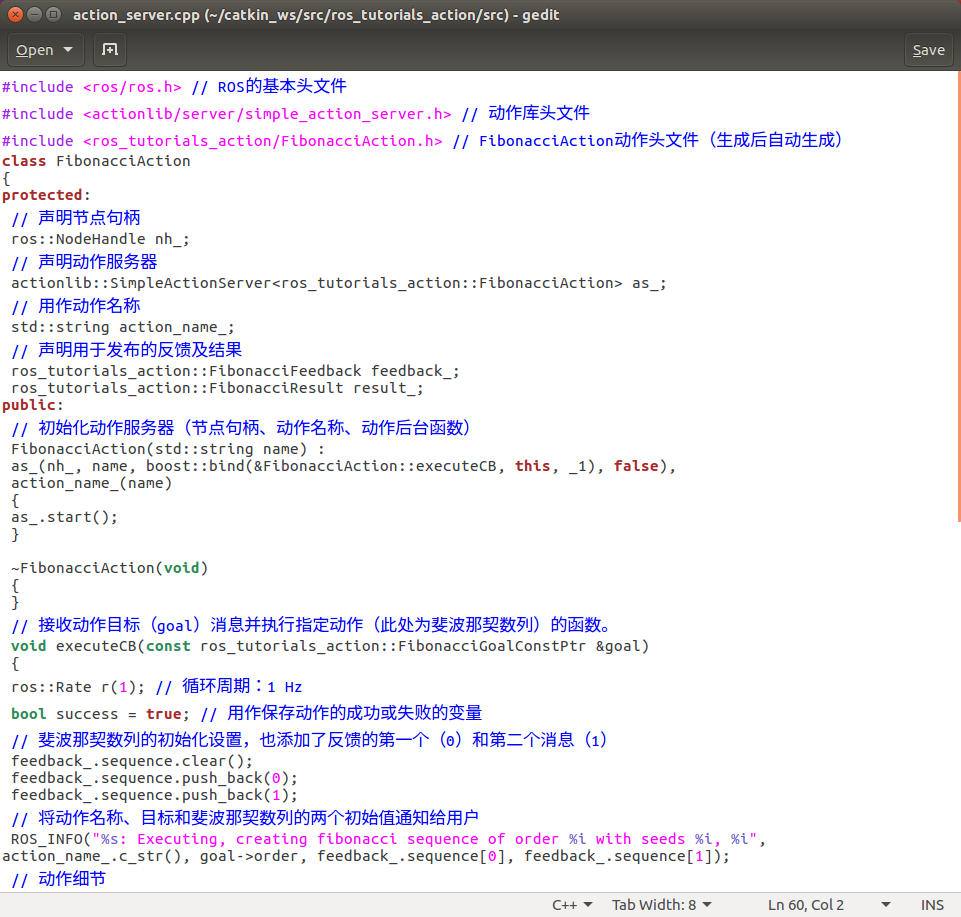 action_server.cpp (~/catkin_ws/src/ros_tutorials_action/src) - gedit
Open
Save
#include <ros/ros.h> // ROS的基本头文件
#include <actionlib/server/simple_action_server.h> // 动作库头文件
#include <ros_tutorials_action/FibonacciAction.h> // FibonacciAction动作头文件（生成后自动生成）
class FibonacciAction
{
protected:
// 声明节点句柄
ros::NodeHandle nh_;
// 声明动作服务器
actionlib::SimpleActionServer<ros_tutorials_action::FibonacciAction> as_;
// 用作动作名称
std::string action_name_;
// 声明用于发布的反馈及结果
ros_tutorials_action::FibonacciFeedback feedback_;
ros_tutorials_action::FibonacciResult result_;
public:
// 初始化动作服务器（节点句柄、动作名称、动作后台函数）
FibonacciAction(std::string name) :
as_(nh_, name, boost::bind(&FibonacciAction::executeCB, this, _1), false),
action_name_(name)
{
as_.start();
}
~FibonacciAction(void)
{
}
// 接收动作目标（goal）消息并执行指定动作（此处为斐波那契数列）的函数。
void executeCB(const ros_tutorials_action::FibonacciGoalConstPtr &goal)
{
ros::Rate r(1); // 循环周期：1 Hz
bool success = true; // 用作保存动作的成功或失败的变量
// 斐波那契数列的初始化设置，也添加了反馈的第一个（0）和第二个消息（1）
feedback_.sequence.clear();
feedback_.sequence.push_back(0);
feedback_.sequence.push_back(1);
// 将动作名称、目标和斐波那契数列的两个初始值通知给用户
ROS_INFO("%s: Executing, creating fibonacci sequence of order %i with seeds %i, %i",
action_name_.c_str(), goal->order, feedback_.sequence[0], feedback_.sequence[1]);
// 动作细节
C++ Tab Width: 8 Ln 60, Col 2 INS